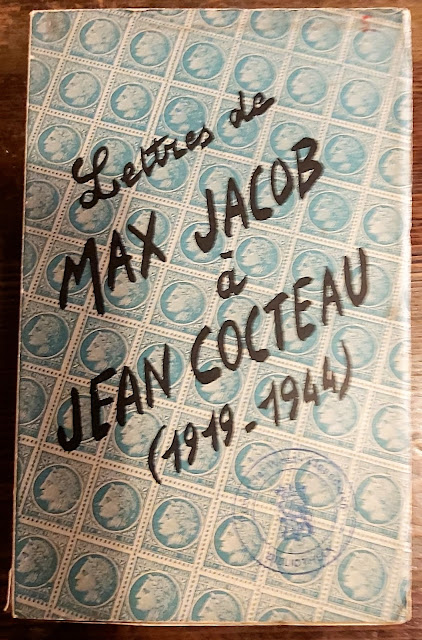 Lettres de
MAX JACOB
à
JEAN COCTEAU
(1919-1944)